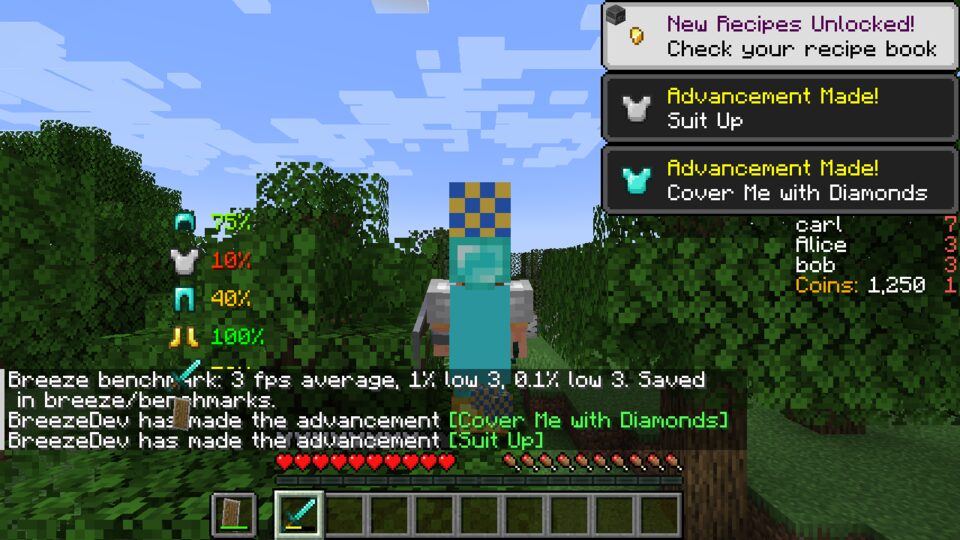 New Recipes Unlocked!
Check your recipe book
Advancement Made!
Suit Up
Advancement Made!
Cover Me with Diamonds
carl 7
Alice 3
bob 3
Coins: 1,250 1
75%
10%
40%
100%
Breeze benchmark: 3 fps average, 1% low 3, 0.1% low 3. Saved
in breeze/benchmarks.
BreezeDev has made the advancement [Cover Me with Diamonds]
BreezeDev has made the advancement [Suit Up]